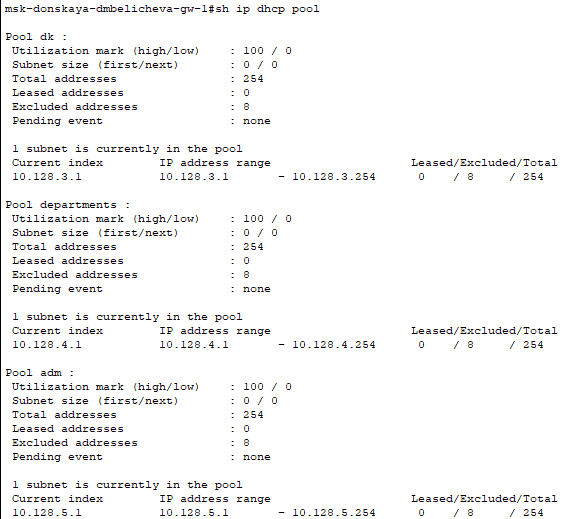 msk-donskaya-dmbelicheva-gw-1#sh ip dhcp pool
Pool dk :
Utilization mark (high/low) : 100 / 0
Subnet size (first/next) : 0 / 0
Total addresses : 254
Leased addresses : 0
Excluded addresses : 8
Pending event : none
1 subnet is currently in the pool
Current index IP address range Leased/Excluded/Total
10.128.3.1 10.128.3.1 - 10.128.3.254 0 / 8 / 254
Pool departments :
Utilization mark (high/low) : 100 / 0
Subnet size (first/next) : 0 / 0
Total addresses : 254
Leased addresses : 0
Excluded addresses : 8
Pending event : none
1 subnet is currently in the pool
Current index IP address range Leased/Excluded/Total
10.128.4.1 10.128.4.1 - 10.128.4.254 0 / 8 / 254
Pool adm :
Utilization mark (high/low) : 100 / 0
Subnet size (first/next) : 0 / 0
Total addresses : 254
Leased addresses : 0
Excluded addresses : 8
Pending event : none
1 subnet is currently in the pool
Current index IP address range Leased/Excluded/Total
10.128.5.1 10.128.5.1 - 10.128.5.254 0 / 8 / 254